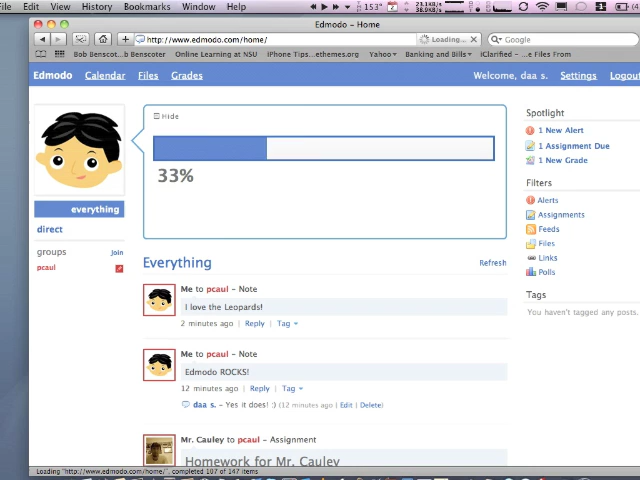 File Edit View History Bookmarks Window Help
153°
23.1KB/s
38.0KB/s
Edmodo – Home
http://www.edmodo.com/home/
Loading...
Google
Bob Benscoter...b Benscoter Online Learning at NSU iPhone Tips...ethemes.org Yahoo Banking and Bills iClarified – ...e Files From
Edmodo Calendar Files Grades Welcome, daa s. Settings Logout
Hide
33%
everything
direct
groups Join
pcaul
Everything Refresh
Me to pcaul – Note
I love the Leopards!
2 minutes ago | Reply | Tag
Me to pcaul – Note
Edmodo ROCKS!
12 minutes ago | Reply | Tag
daa s. – Yes it does! :) (12 minutes ago) | Edit | Delete)
Mr. Cauley to pcaul – Assignment
Homework for Mr. Cauley
Spotlight
1 New Alert
1 Assignment Due
1 New Grade
Filters
Alerts
Assignments
Feeds
Files
Links
Polls
Tags
You haven't tagged any posts.
Loading "http://www.edmodo.com/home/", completed 107 of 147 items